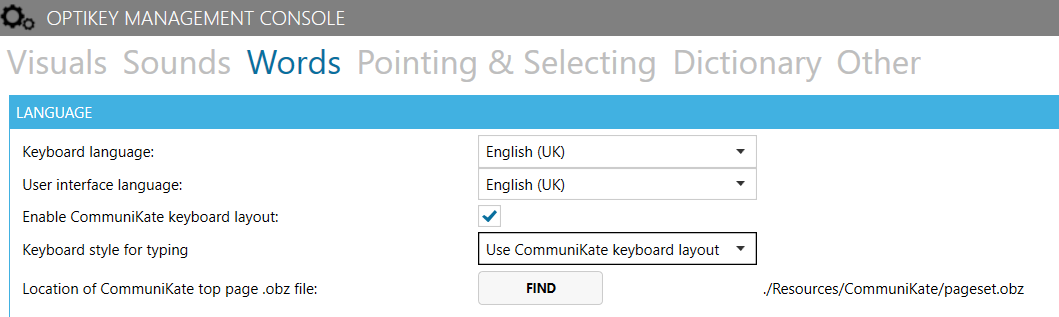 OPTIKEY MANAGEMENT CONSOLE
Visuals Sounds Words Pointing & Selecting Dictionary Other
LANGUAGE
Keyboard language: English (UK)
User interface language: English (UK)
Enable CommuniKate keyboard layout:
Keyboard style for typing Use CommuniKate keyboard layout
Location of CommuniKate top page .obz file: FIND ./Resources/CommuniKate/pageset.obz